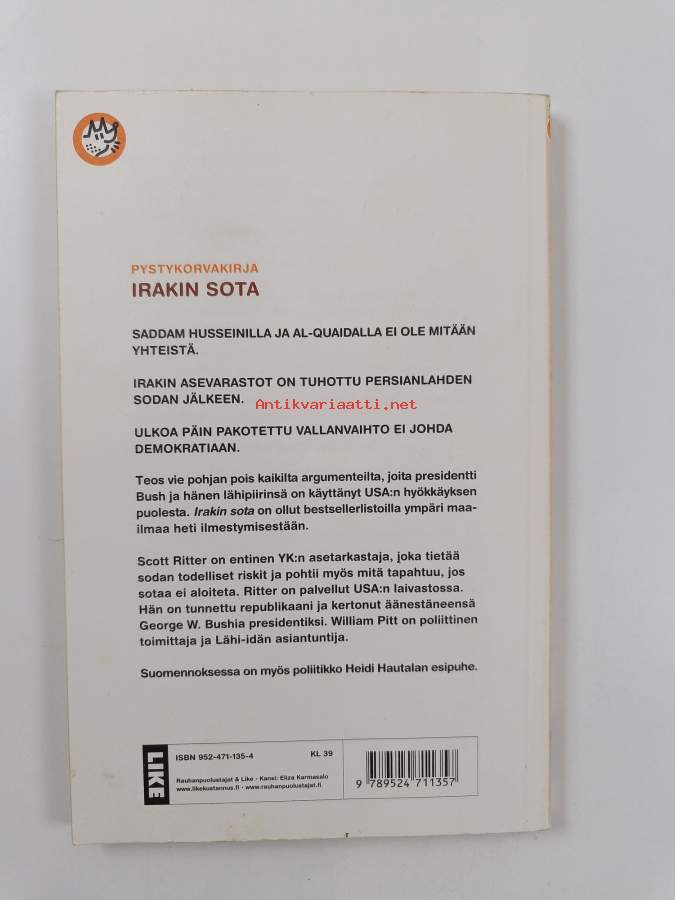 PYSTYKORVAKIRJA
IRAKIN SOTA
SADDAM HUSSEINILLA JA AL-QUAIDALLA EI OLE MITÄÄN
YHTEISTÄ.
IRAKIN ASEVARASTOT ON TUHOTTU PERSIANLAHDEN
SODAN JÄLKEEN.
Antikvariaatti.net
ULKOA PÄIN PAKOTETTU VALLANVAIHTO EI JOHDA
DEMOKRATIAAN.
Teos vie pohjan pois kaikilta argumenteilta, joita presidentti
Bush ja hänen lähipiirinsä on käyttänyt USA:n hyökkäyksen
puolesta. Irakin sota on ollut bestsellerlistoilla ympäri maa-
ilmaa heti ilmestymisestään.
Scott Ritter on entinen YK:n asetarkastaja, joka tietää
sodan todelliset riskit ja pohtii myös mitä tapahtuu, jos
sotaa ei aloiteta. Ritter on palvellut USA:n laivastossa.
Hän on tunnettu republikaani ja kertonut äänestäneensä
George W. Bushia presidentiksi. William Pitt on poliittinen
toimittaja ja Lähi-idän asiantuntija.
Suomennoksessa on myös poliitikko Heidi Hautalan esipuhe.
LIKE
ISBN 952-471-135-4 KL 39
Rauhanpuolustajat & Like · Kansi: Eliza Karmasalo
www.likekustannus.fi · www.rauhanpuolustajat.fi
9 789524 711357